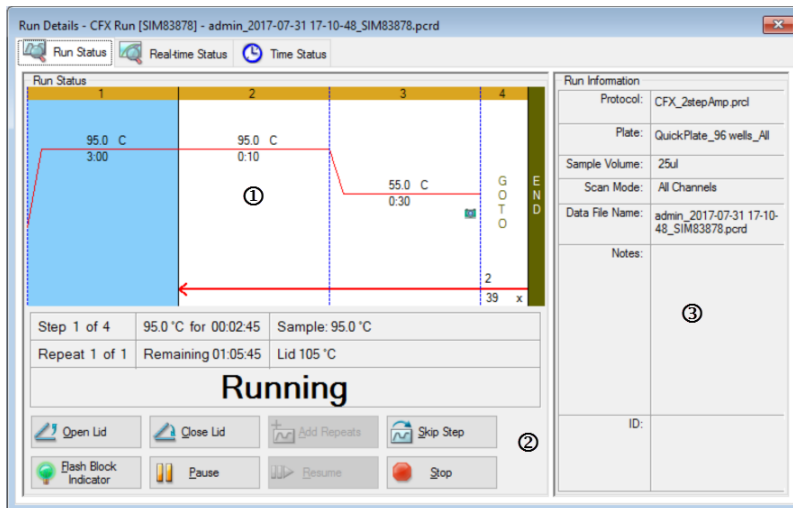 Run Details - CFX Run [SIM83878] - admin_2017-07-31 17-10-48_SIM83878.pcrd
Run Status
Real-time Status
Time Status
Run Status
1 2 3 4
95.0 C
3:00
95.0 C
0:10
55.0 C
0:30
GOTO
END
①
2
39 x
Step 1 of 4
95.0 °C for 00:02:45
Sample: 95.0 °C
Repeat 1 of 1
Remaining 01:05:45
Lid 105 °C
Running
Open Lid
Close Lid
Add Repeats
Skip Step
②
Flash Block
Indicator
Pause
Resume
Stop
Run Information
Protocol: CFX_2stepAmp.prcl
Plate: QuickPlate_96 wells_All
Sample Volume: 25ul
Scan Mode: All Channels
Data File Name: admin_2017-07-31 17-10-
48_SIM83878.pcrd
Notes:
③
ID: